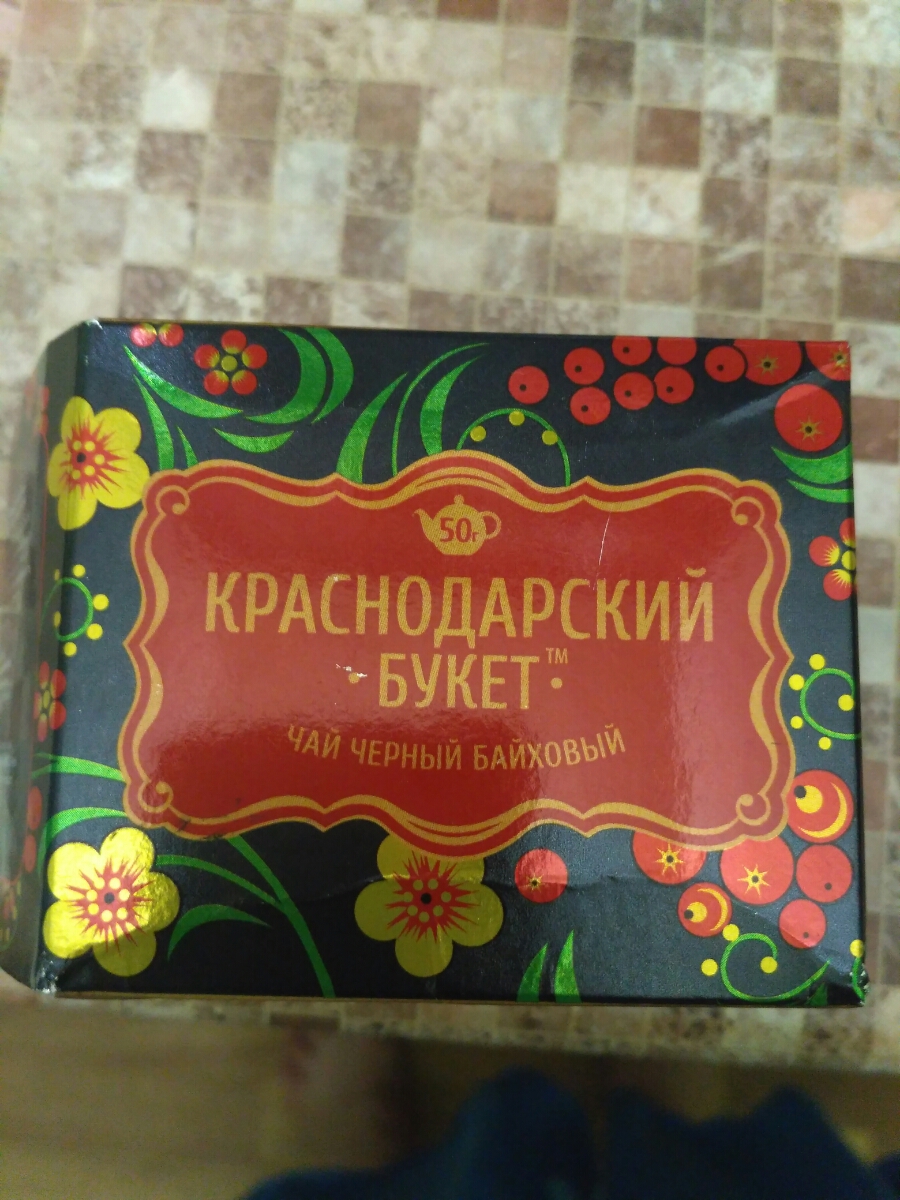 50г
КРАСНОДАРСКИЙ
· БУКЕТ™ ·
ЧАЙ ЧЕРНЫЙ БАЙХОВЫЙ